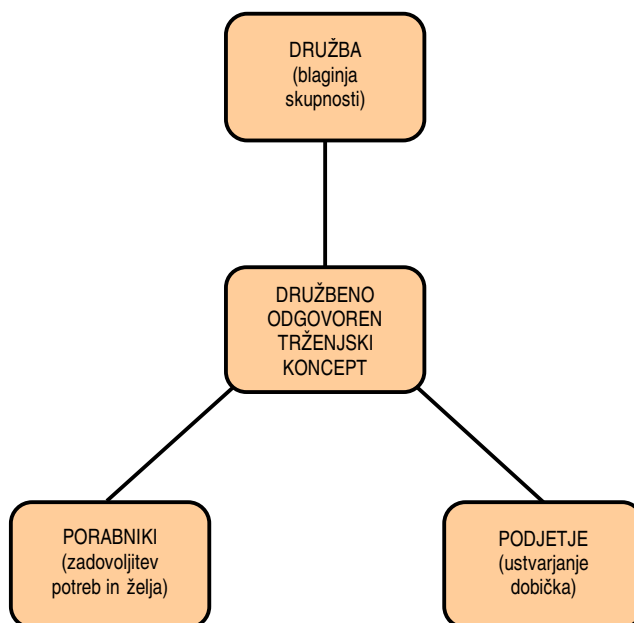 DRUŽBA
(blaginja
skupnosti)
DRUŽBENO
ODGOVOREN
TRŽENJSKI
KONCEPT
PORABNIKI
(zadovoljitev
potreb in želja)
PODJETJE
(ustvarjanje
dobička)